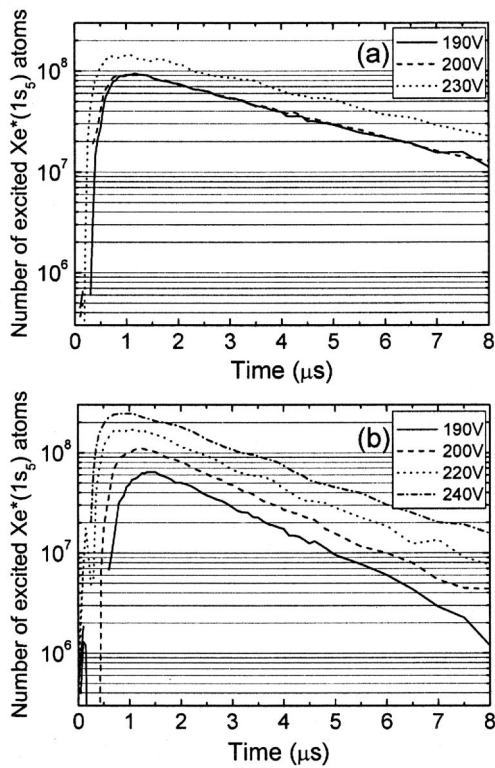 (a)
190V
200V
230V
Number of excited Xe*(1s₅) atoms
10⁸
10⁷
10⁶
0 1 2 3 4 5 6 7 8
Time (μs)
(b)
190V
200V
220V
240V
Number of excited Xe*(1s₅) atoms
10⁸
10⁷
10⁶
0 1 2 3 4 5 6 7 8
Time (μs)